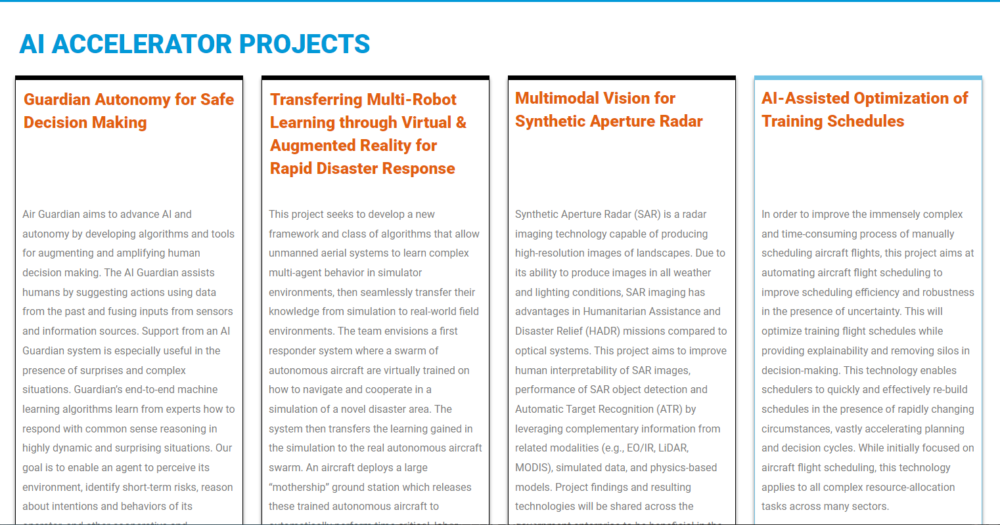 AI ACCELERATOR PROJECTS
Guardian Autonomy for Safe
Decision Making
Air Guardian aims to advance AI and
autonomy by developing algorithms and tools
for augmenting and amplifying human
decision making. The AI Guardian assists
humans by suggesting actions using data
from the past and fusing inputs from sensors
and information sources. Support from an AI
Guardian system is especially useful in the
presence of surprises and complex
situations. Guardian’s end-to-end machine
learning algorithms learn from experts how to
respond with common sense reasoning in
highly dynamic and surprising situations. Our
goal is to enable an agent to perceive its
environment, identify short-term risks, reason
about intentions and behaviors of its
Transferring Multi-Robot
Learning through Virtual &
Augmented Reality for
Rapid Disaster Response
This project seeks to develop a new
framework and class of algorithms that allow
unmanned aerial systems to learn complex
multi-agent behavior in simulator
environments, then seamlessly transfer their
knowledge from simulation to real-world field
environments. The team envisions a first
responder system where a swarm of
autonomous aircraft are virtually trained on
how to navigate and cooperate in a
simulation of a novel disaster area. The
system then transfers the learning gained in
the simulation to the real autonomous aircraft
swarm. An aircraft deploys a large
“mothership” ground station which releases
these trained autonomous aircraft to
Multimodal Vision for
Synthetic Aperture Radar
Synthetic Aperture Radar (SAR) is a radar
imaging technology capable of producing
high-resolution images of landscapes. Due to
its ability to produce images in all weather
and lighting conditions, SAR imaging has
advantages in Humanitarian Assistance and
Disaster Relief (HADR) missions compared to
optical systems. This project aims to improve
human interpretability of SAR images,
performance of SAR object detection and
Automatic Target Recognition (ATR) by
leveraging complementary information from
related modalities (e.g., EO/IR, LiDAR,
MODIS), simulated data, and physics-based
models. Project findings and resulting
technologies will be shared across the
AI-Assisted Optimization of
Training Schedules
In order to improve the immensely complex
and time-consuming process of manually
scheduling aircraft flights, this project aims at
automating aircraft flight scheduling to
improve scheduling efficiency and robustness
in the presence of uncertainty. This will
optimize training flight schedules while
providing explainability and removing silos in
decision-making. This technology enables
schedulers to quickly and effectively re-build
schedules in the presence of rapidly changing
circumstances, vastly accelerating planning
and decision cycles. While initially focused on
aircraft flight scheduling, this technology
applies to all complex resource-allocation
tasks across many sectors.